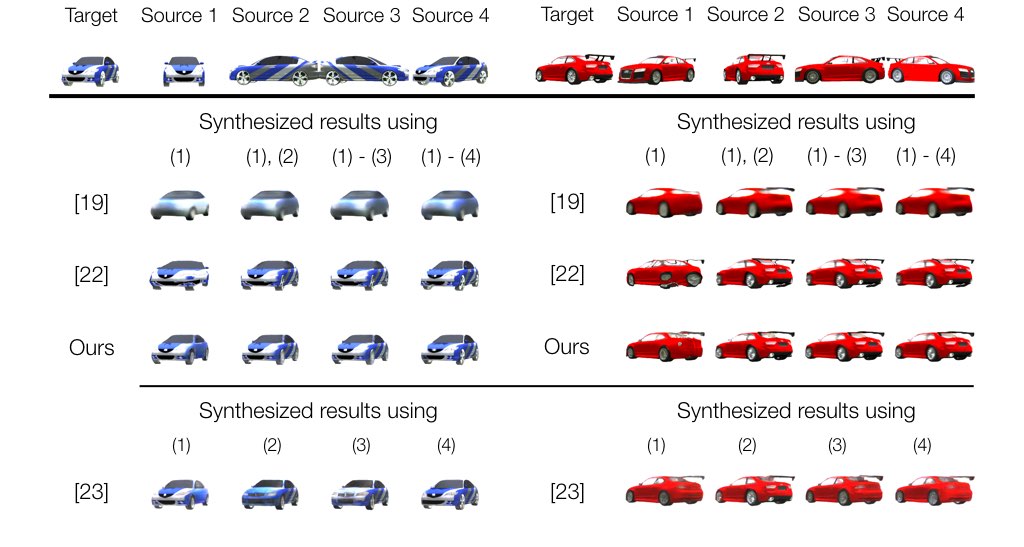 Target Source 1 Source 2 Source 3 Source 4 Target Source 1 Source 2 Source 3 Source 4
Synthesized results using Synthesized results using
(1) (1), (2) (1) - (3) (1) - (4) (1) (1), (2) (1) - (3) (1) - (4)
[19] [19]
[22] [22]
Ours Ours
Synthesized results using Synthesized results using
(1) (2) (3) (4) (1) (2) (3) (4)
[23] [23]